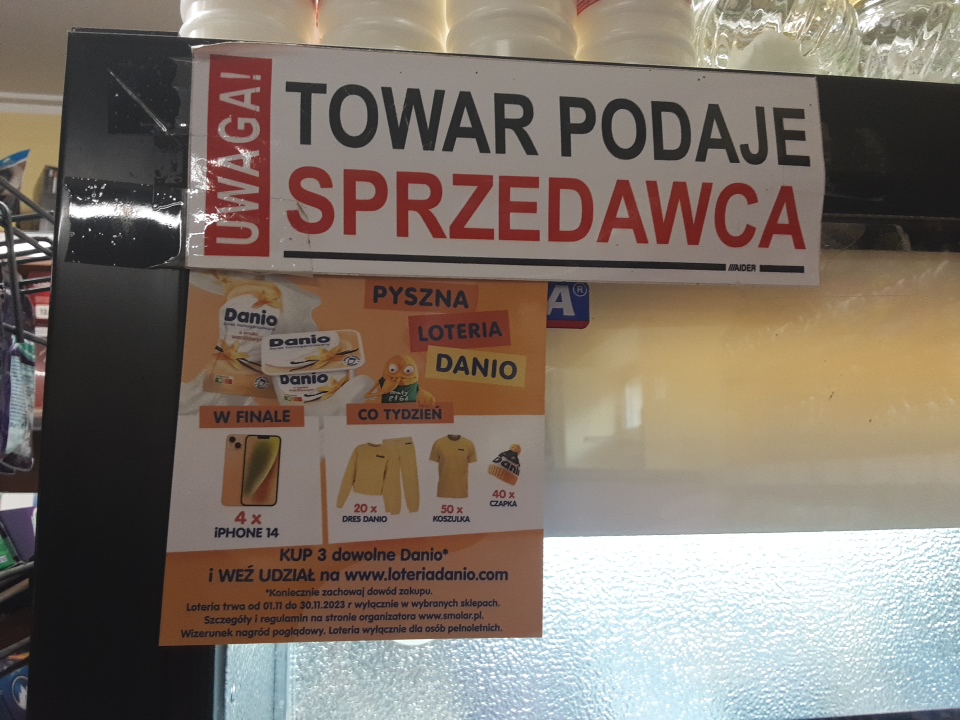 UWAGA!
TOWAR PODAJE
SPRZEDAWCA
AIDER
A®
PYSZNA
LOTERIA
DANIO
Danio
Danio
Danio
W FINALE
CO TYDZIEŃ
4 x
iPHONE 14
20 x
DRES DANIO
50 x
KOSZULKA
40 x
CZAPKA
KUP 3 dowolne Danio*
i WEŹ UDZIAŁ na www.loteriadanio.com
*Koniecznie zachowaj dowód zakupu.
Loteria trwa od 01.11 do 30.11.2023 r wyłącznie w wybranych sklepach.
Szczegóły i regulamin na stronie organizatora www.smolar.pl.
Wizerunek nagród poglądowy. Loteria wyłącznie dla osób pełnoletnich.